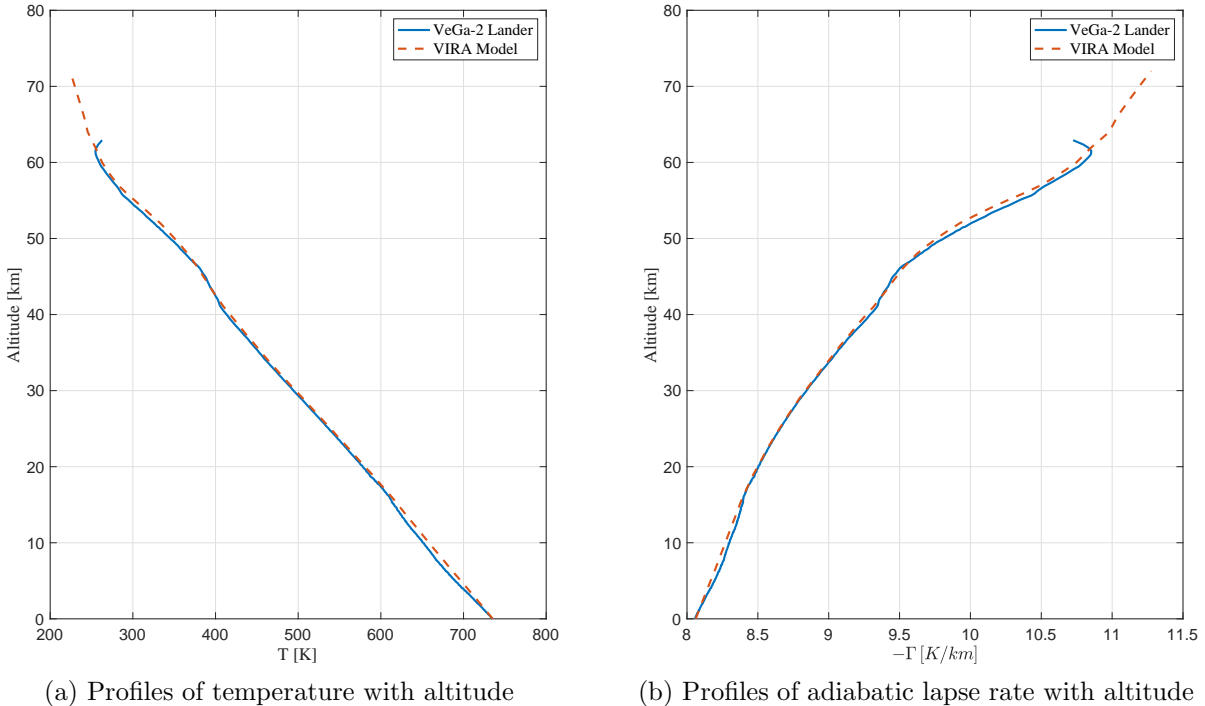 80
70
60
50
40
30
20
10
0
Altitude [km]
200 300 400 500 600 700 800
T [K]
VeGa-2 Lander
VIRA Model
(a) Profiles of temperature with altitude
80
70
60
50
40
30
20
10
0
Altitude [km]
8 8.5 9 9.5 10 10.5 11 11.5
−Γ [K/km]
VeGa-2 Lander
VIRA Model
(b) Profiles of adiabatic lapse rate with altitude